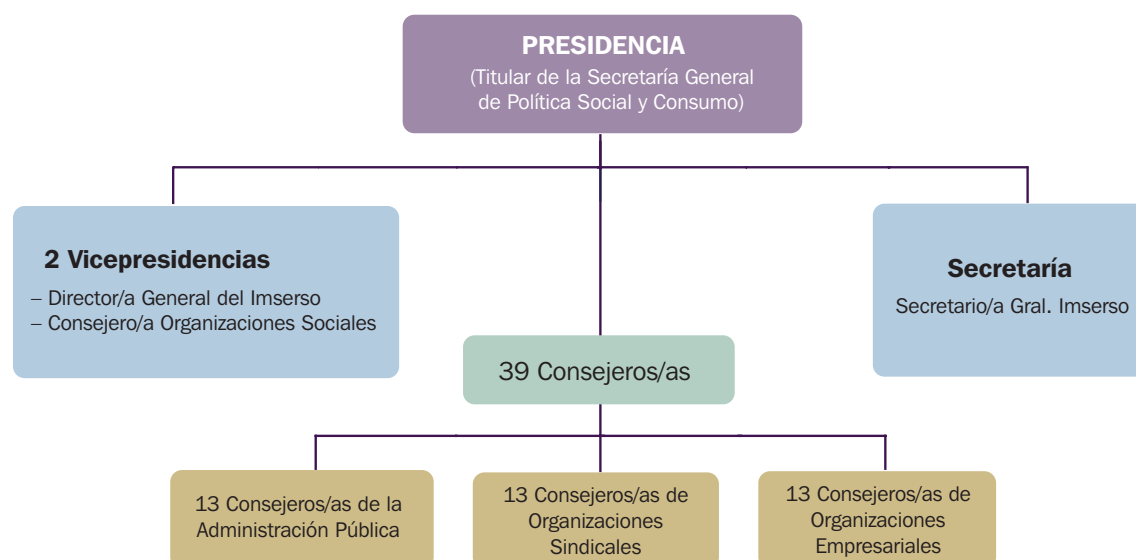 PRESIDENCIA
(Titular de la Secretaría General
de Política Social y Consumo)
2 Vicepresidencias
– Director/a General del Imserso
– Consejero/a Organizaciones Sociales
Secretaría
Secretario/a Gral. Imserso
39 Consejeros/as
13 Consejeros/as de la
Administración Pública
13 Consejeros/as de
Organizaciones
Sindicales
13 Consejeros/as de
Organizaciones
Empresariales